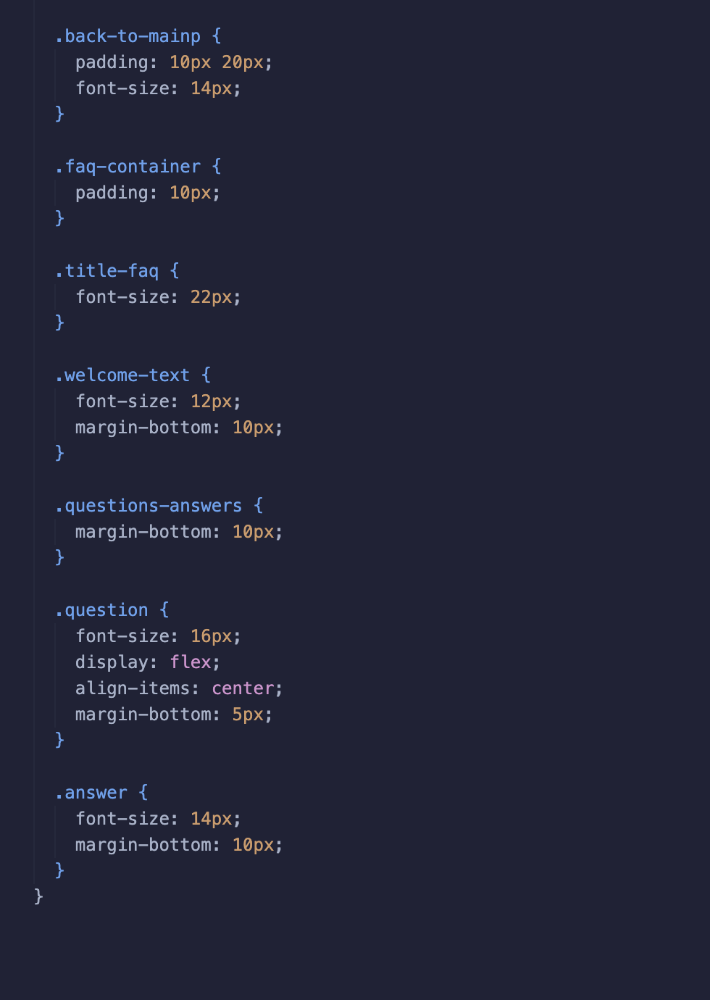 .back-to-mainp {
padding: 10px 20px;
font-size: 14px;
}
.faq-container {
padding: 10px;
}
.title-faq {
font-size: 22px;
}
.welcome-text {
font-size: 12px;
margin-bottom: 10px;
}
.questions-answers {
margin-bottom: 10px;
}
.question {
font-size: 16px;
display: flex;
align-items: center;
margin-bottom: 5px;
}
.answer {
font-size: 14px;
margin-bottom: 10px;
}
}